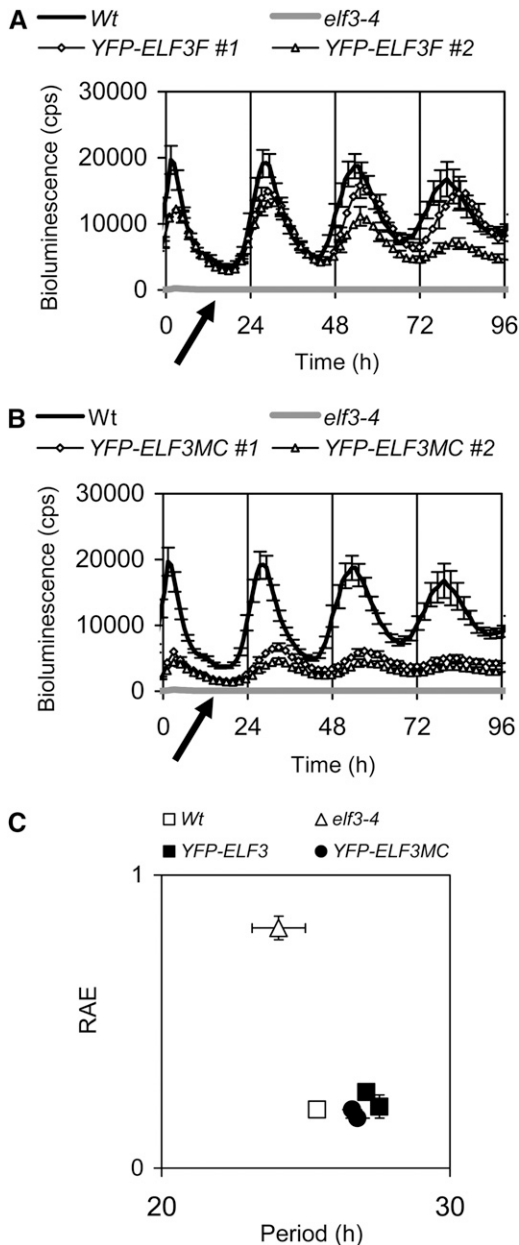 A
Wt elf3-4
YFP-ELF3F #1 YFP-ELF3F #2
Bioluminescence (cps)
30000
20000
10000
0
0 24 48 72 96
Time (h)
B
Wt elf3-4
YFP-ELF3MC #1 YFP-ELF3MC #2
Bioluminescence (cps)
30000
20000
10000
0
0 24 48 72 96
Time (h)
C
Wt elf3-4
YFP-ELF3 YFP-ELF3MC
1
RAE
0
20 30
Period (h)